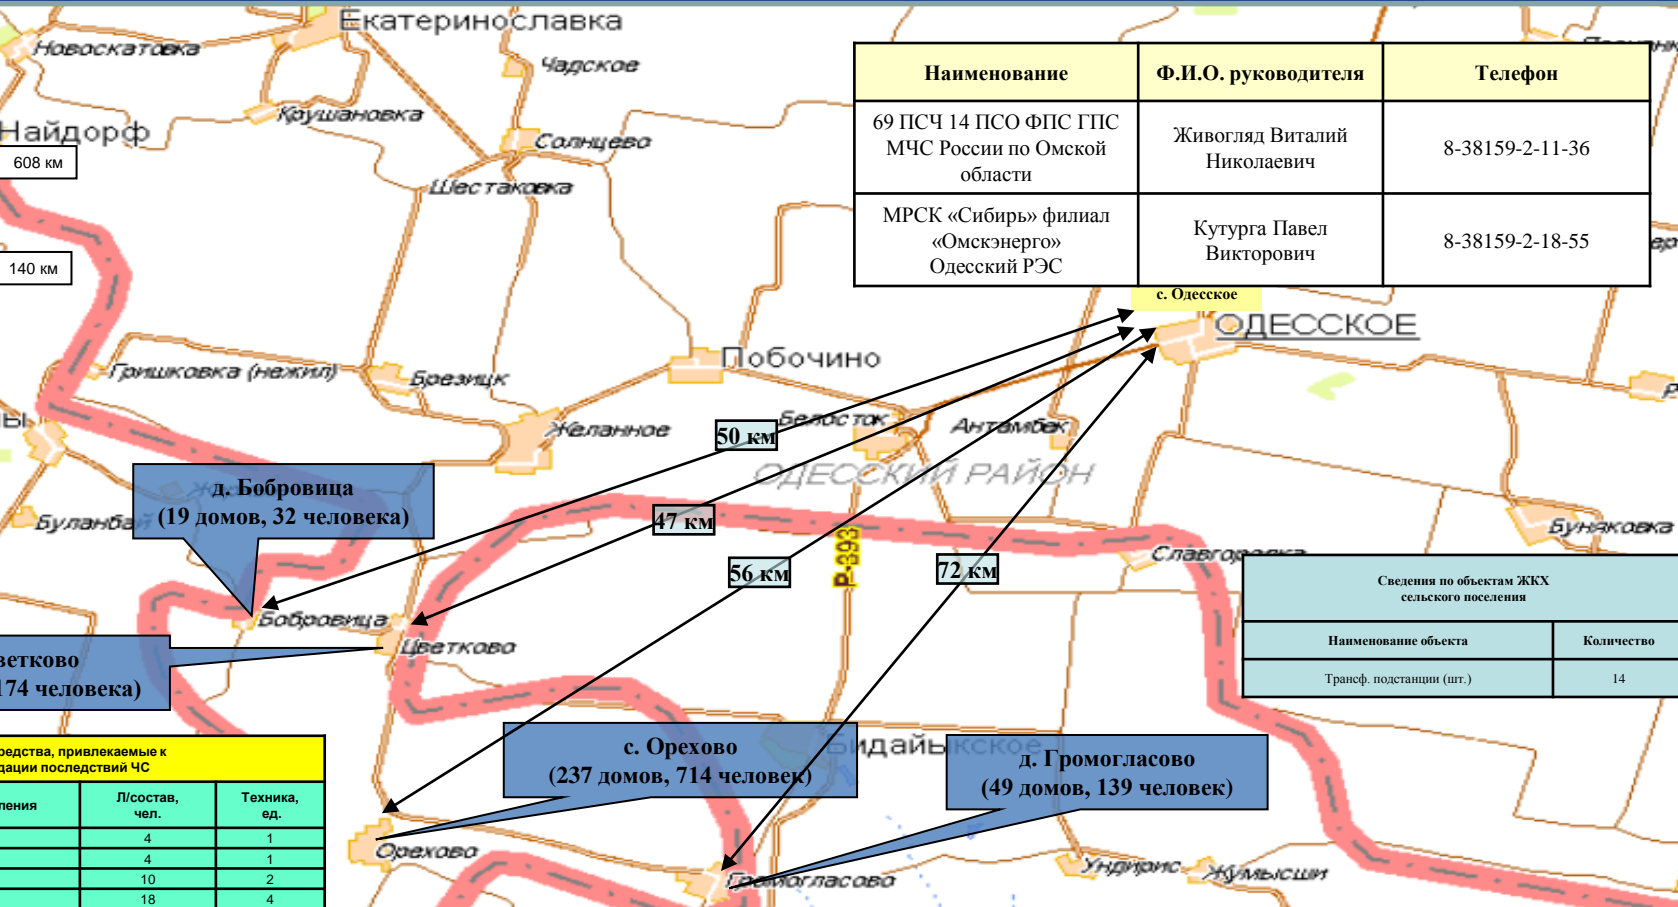 Екатеринославка
Новоскатовка
Чадское
Крушановка
Найдорф
Солнцево
608 км
Шестаковка
140 км
Наименование
Ф.И.О. руководителя
Телефон
69 ПСЧ 14 ПСО ФПС ГПС
МЧС России по Омской
области
Живогляд Виталий
Николаевич
8-38159-2-11-36
МРСК «Сибирь» филиал
«Омскэнерго»
Одесский РЭС
Кутурга Павел
Викторович
8-38159-2-18-55
с. Одесское
ОДЕССКОЕ
Побочино
Гришковка (нежил)
Брезицк
Желанное
Белосток
Антамбек
50 км
ОДЕССКИЙ РАЙОН
д. Бобровица
(19 домов, 32 человека)
Буланбай
47 км
Буняковка
Р-393
Славгородка
56 км
72 км
Сведения по объектам ЖКХ
сельского поселения
Наименование объекта
Количество
Трансф. подстанции (шт.)
14
Бобровица
Цветково
ветково
174 человека)
с. Орехово
(237 домов, 714 человек)
Бидайыкское
д. Громогласово
(49 домов, 139 человек)
редства, привлекаемые к
дации последствий ЧС
ления
Л/состав,
чел.
Техника,
ед.
4
1
4
1
10
2
18
4
Орехово
Громогласово
Ундирис
Жумысши